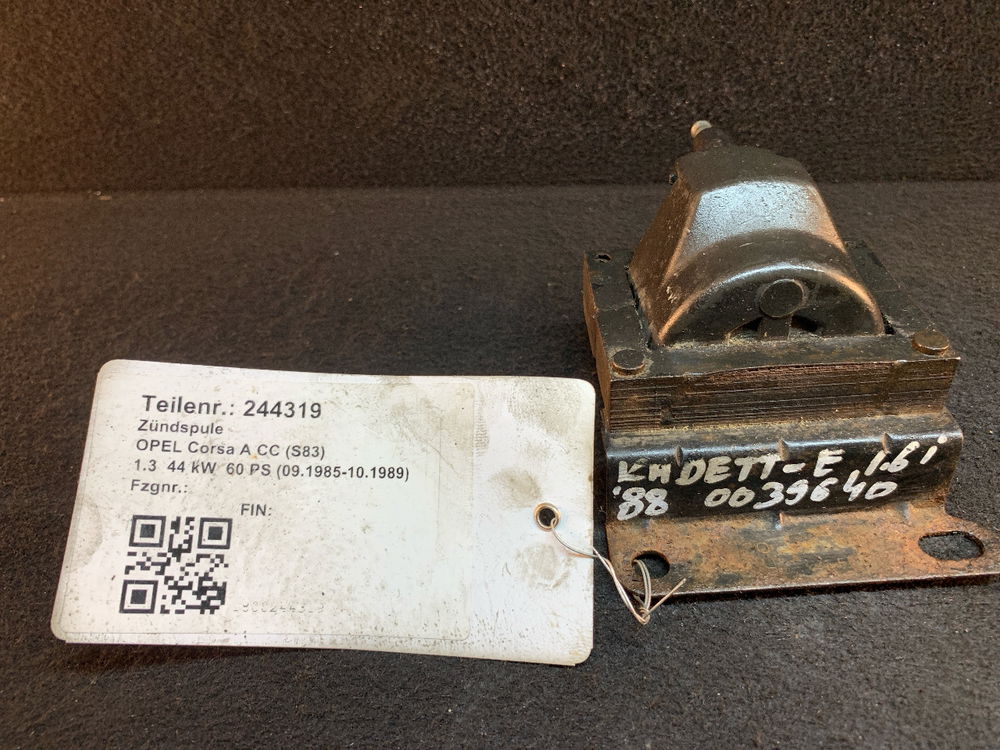 Teilenr.: 244319
Zündspule
OPEL Corsa A CC (S83)
1.3 44 kW 60 PS (09.1985-10.1989)
Fzgnr.:
FIN:
KADETT-E 1.6i
'88 0039640